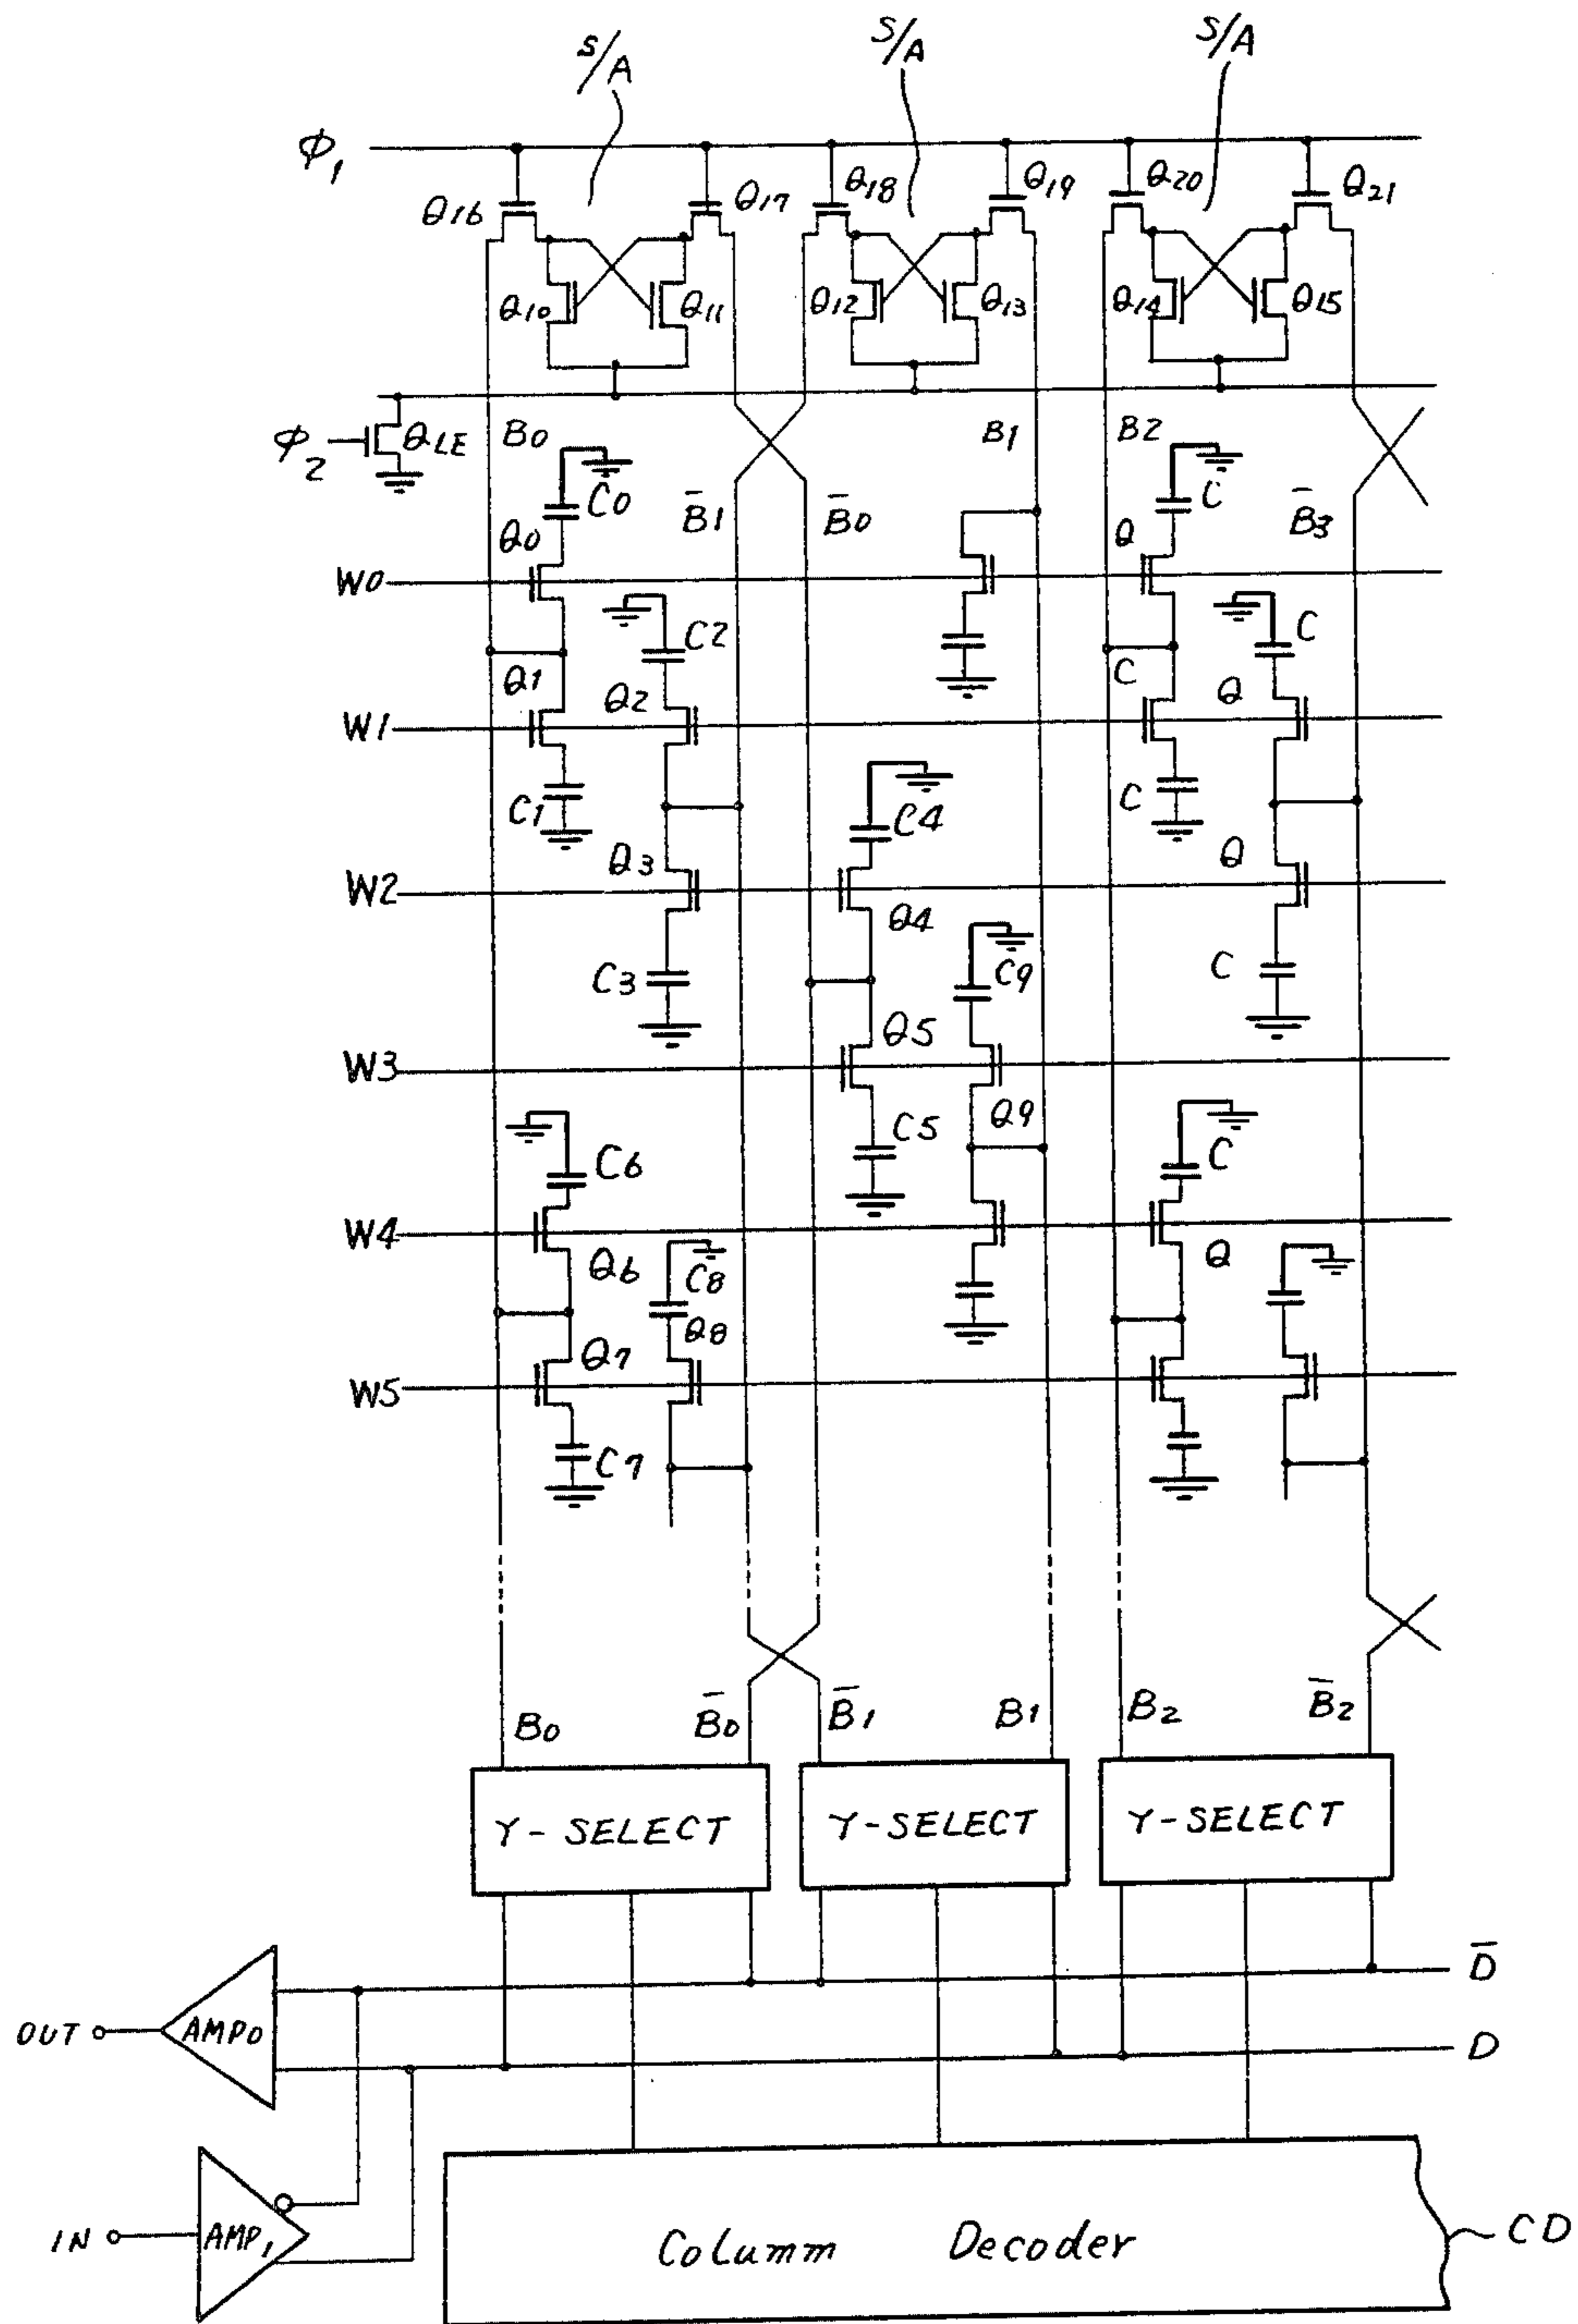 S/A S/A S/A
ϕ1
Q16 Q17 Q18 Q19 Q20 Q21
Q10 Q11 Q12 Q13 Q14 Q15
ϕ2 QLE B0 B1 B2
C0 B̅1 B̅0 C B̅3
Q0 Q
W0
C2 C
Q1 Q2 C Q
W1
C1 C
C4
Q3 Q
W2
Q4
C3 C9 C
Q5
W3
C5 Q9
C6 C
W4
Q6 C8 Q
Q7 Q8
W5
C7
B0 B̅0 B̅1 B1 B2 B̅2
Y-SELECT Y-SELECT Y-SELECT
D̅
OUT AMP0
D
IN AMP1
Columm Decoder CD